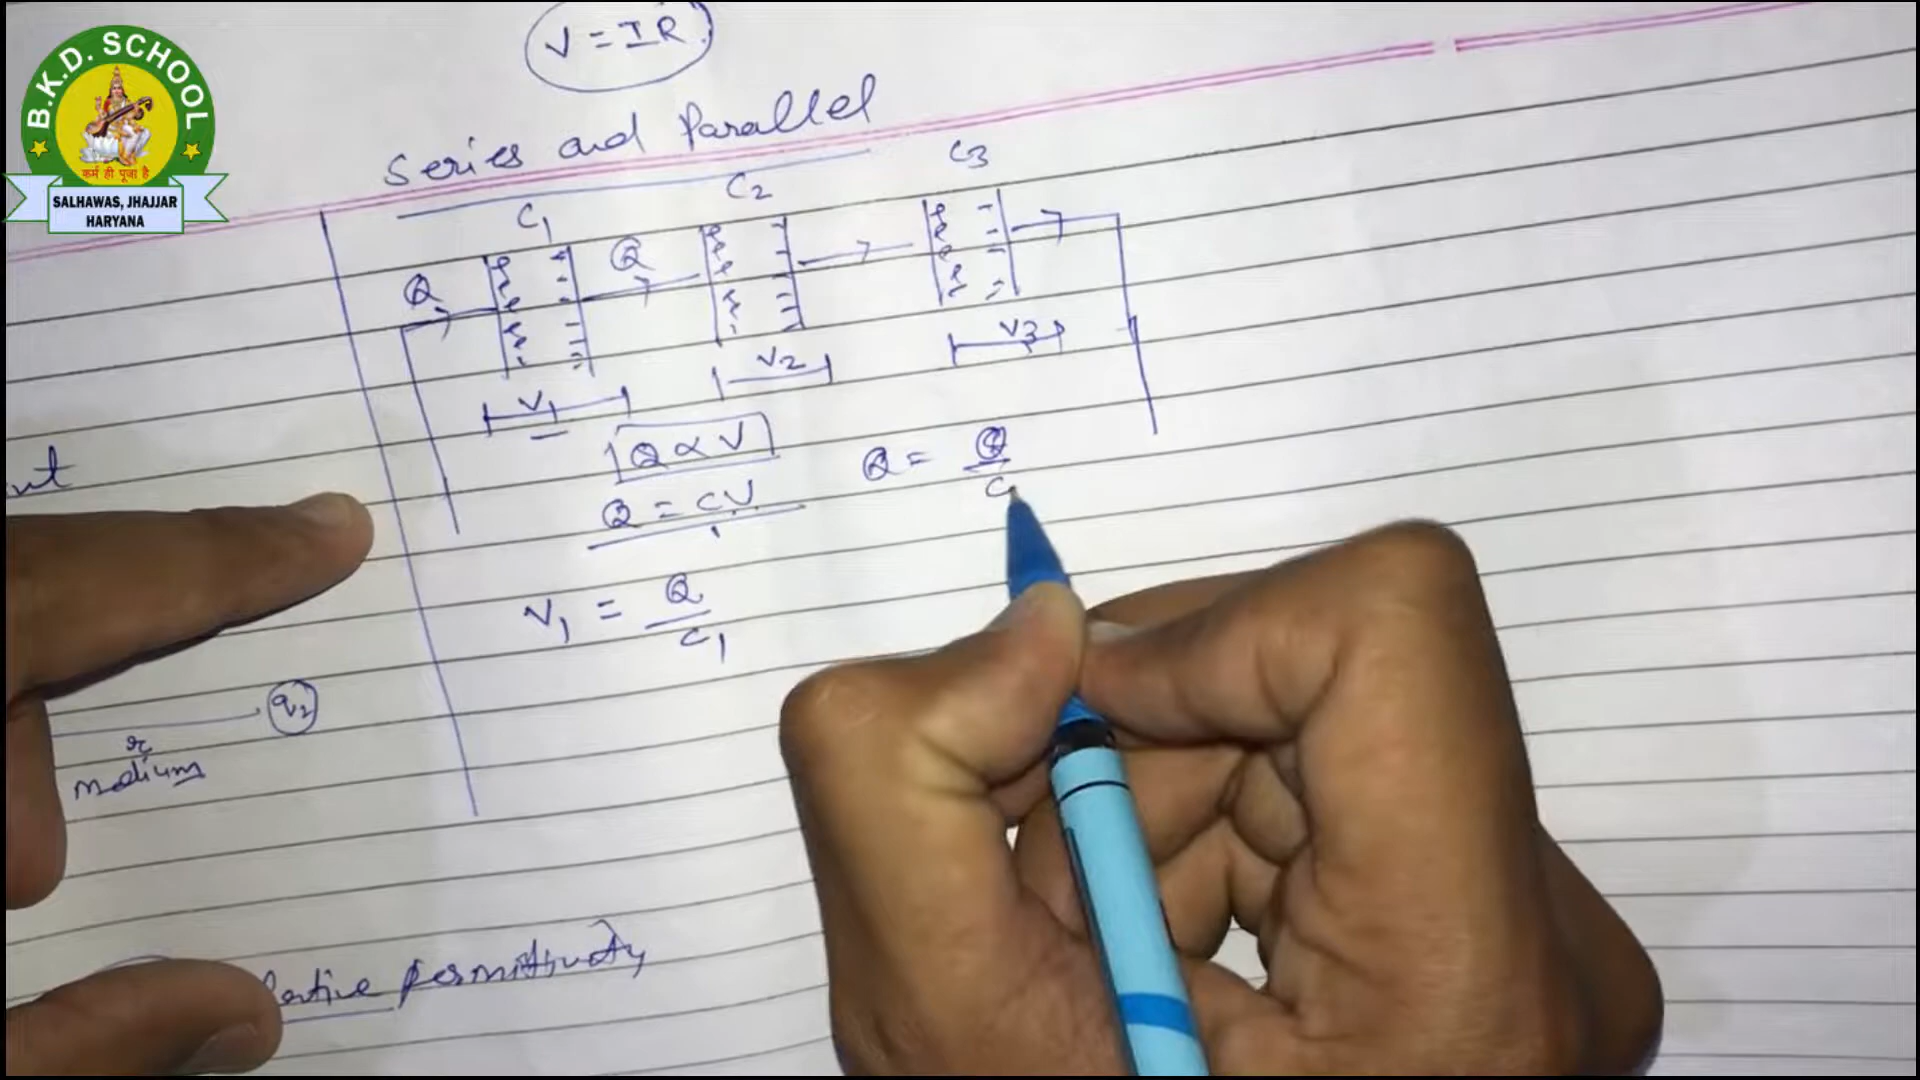 B.K.D. SCHOOL
कर्म ही पूजा है
SALHAWAS, JHAJJAR
HARYANA
V = IR
Series and Parallel
C1 C2 C3
Q Q
V1 V2 V3
Q ∝ V
Q = CV
Q = Q/C
V1 = Q/C1
q2
r
medium
permittivity